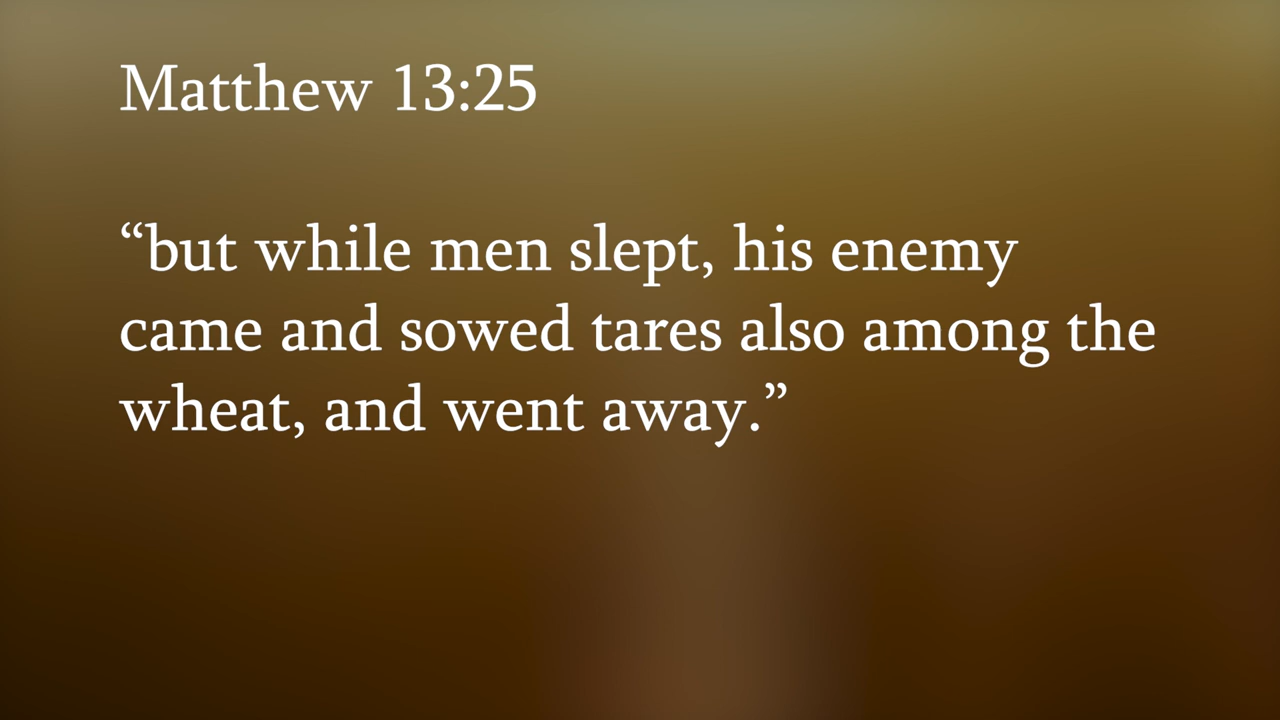 Matthew 13:25
“but while men slept, his enemy
came and sowed tares also among the
wheat, and went away.”